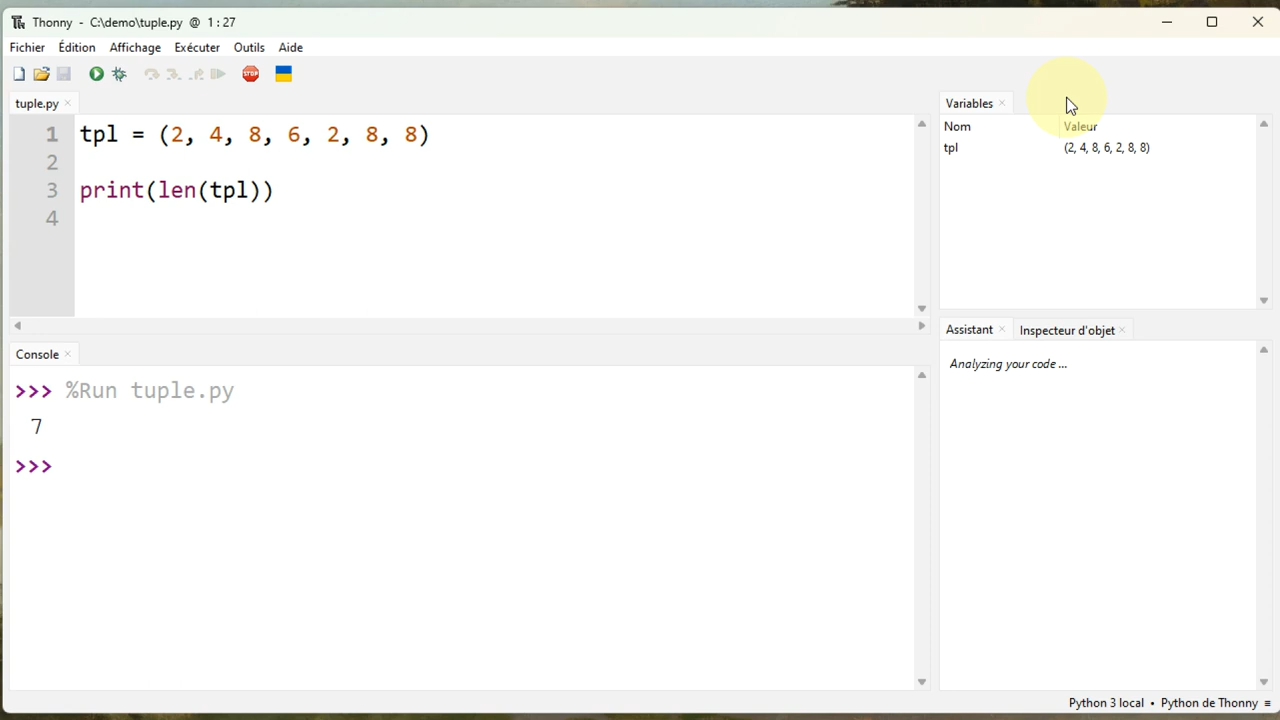 Thonny - C:\demo\tuple.py @ 1:27
Fichier Édition Affichage Exécuter Outils Aide
STOP
tuple.py ×
1 tpl = (2, 4, 8, 6, 2, 8, 8)
2
3 print(len(tpl))
4
Console ×
>>> %Run tuple.py
7
>>>
Variables ×
Nom Valeur
tpl (2, 4, 8, 6, 2, 8, 8)
Assistant × Inspecteur d'objet ×
Analyzing your code ...
Python 3 local • Python de Thonny ≡